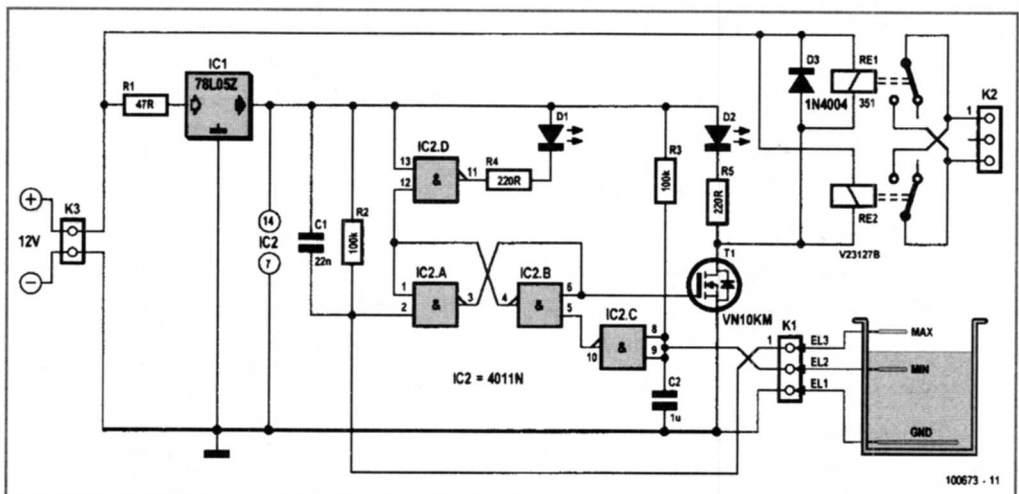 IC1
78L05Z
R1
47R
K3
12V
14
IC2
7
C1
22n
R2
100k
IC2.D
13
12
&
11
R4
220R
D1
IC2.A
1
2
&
3
IC2.B
4
&
6
5
IC2.C
10
&
8
9
IC2 = 4011N
R3
100k
C2
1u
D2
R5
220R
T1
VN10KM
D3
1N4004
RE1
351
RE2
V23127B
K2
1
K1
1
EL3
EL2
EL1
MAX
MIN
GND
100673 - 11